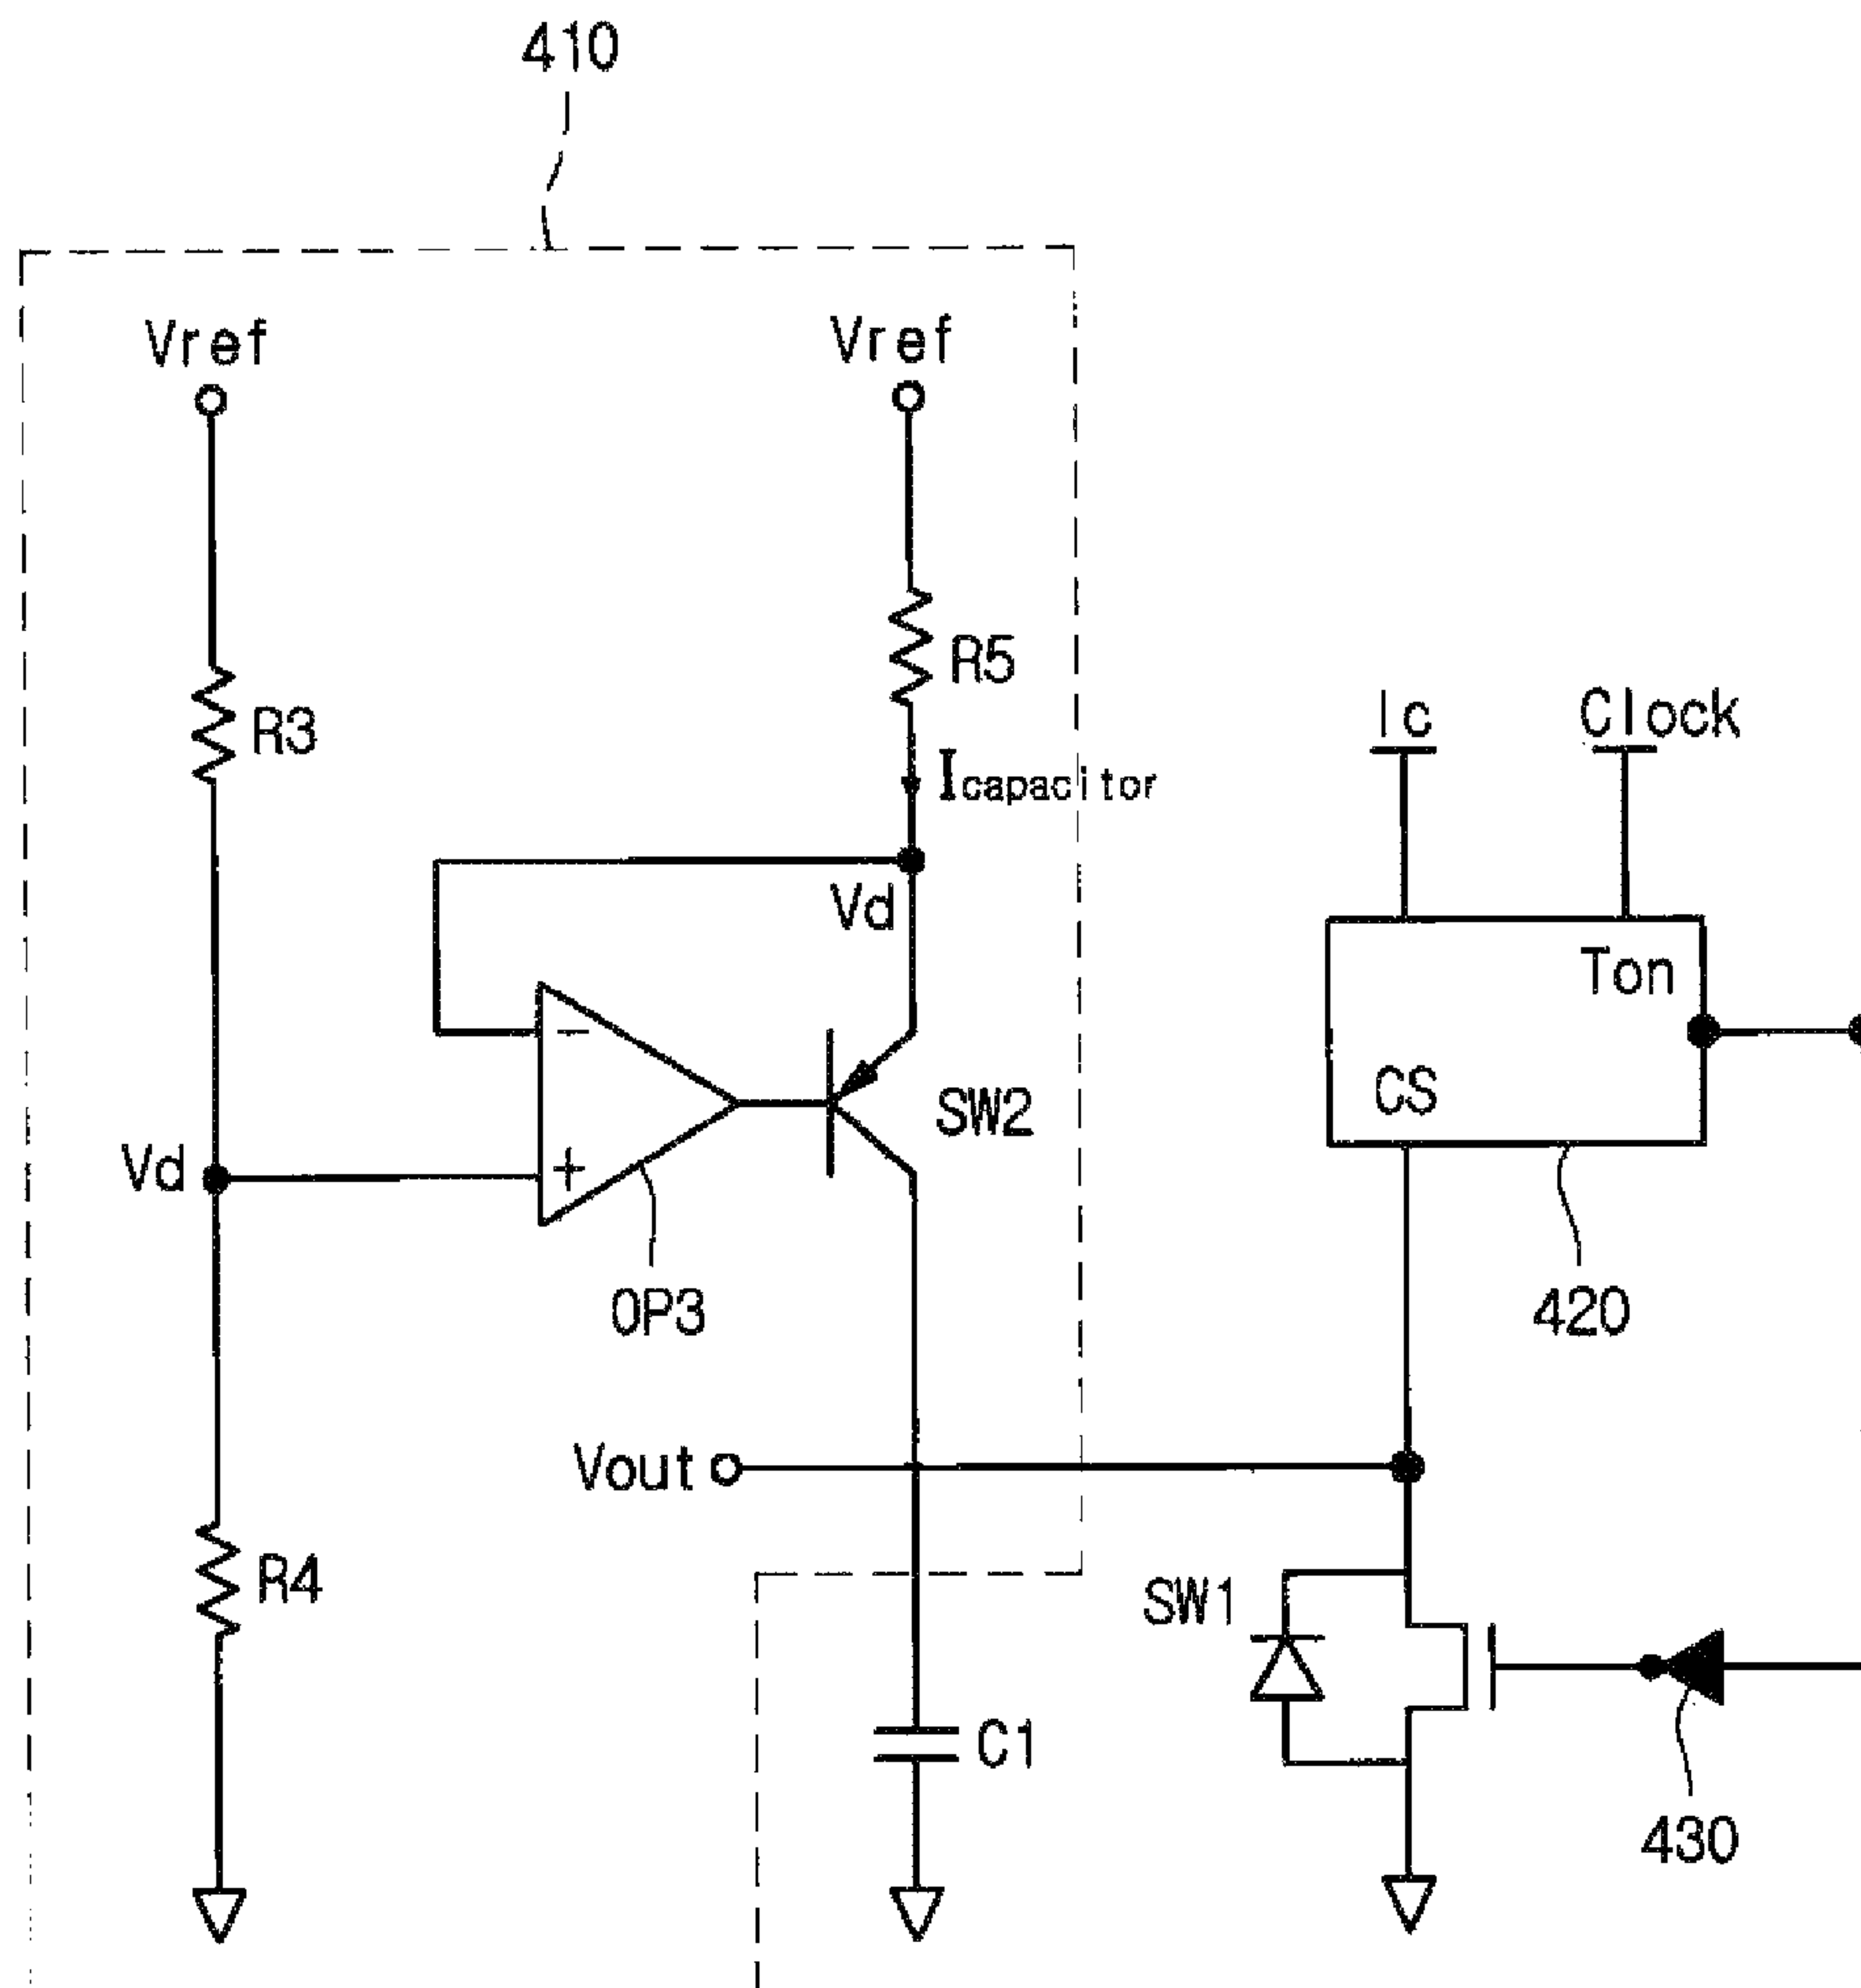 410
Vref
Vref
R3
R5
Icapacitor
Ic
Clock
Vd
Ton
CS
-
SW2
Vd
+
OP3
420
Vout
R4
SW1
C1
430